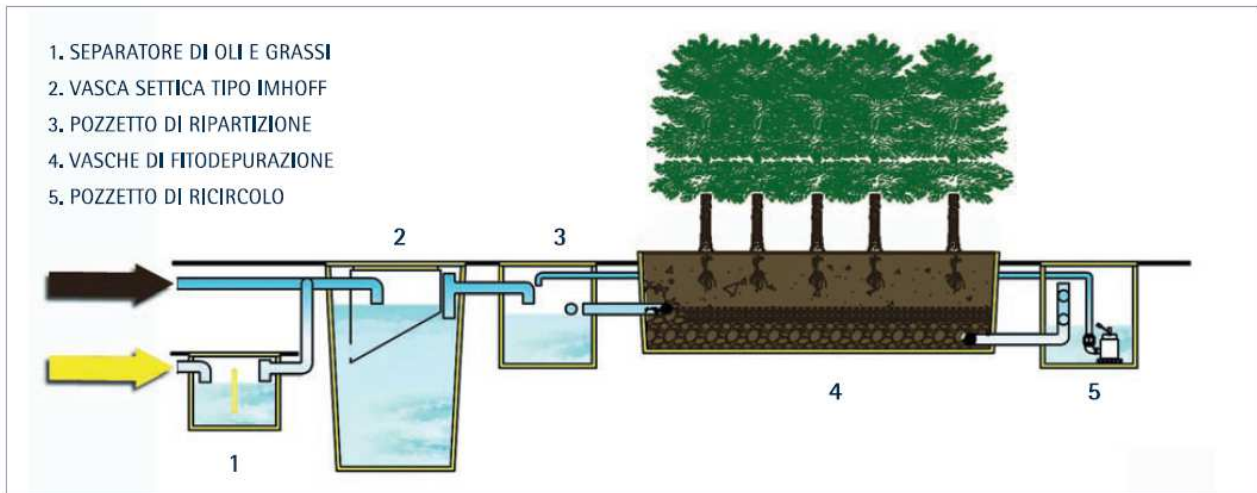 1. SEPARATORE DI OLI E GRASSI
2. VASCA SETTICA TIPO IMHOFF
3. POZZETTO DI RIPARTIZIONE
4. VASCHE DI FITODEPURAZIONE
5. POZZETTO DI RICIRCOLO
2
3
4
5
1